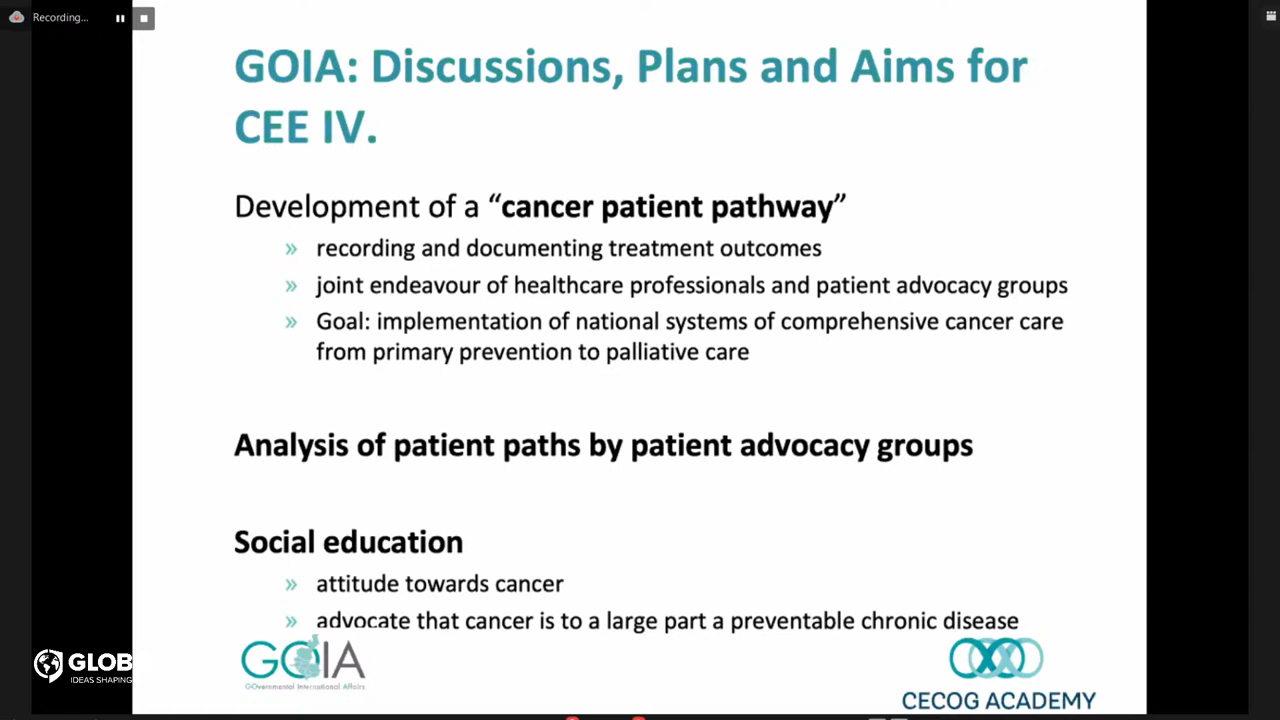 Recording...
GOIA: Discussions, Plans and Aims for
CEE IV.
Development of a “cancer patient pathway”
» recording and documenting treatment outcomes
» joint endeavour of healthcare professionals and patient advocacy groups
» Goal: implementation of national systems of comprehensive cancer care
from primary prevention to palliative care
Analysis of patient paths by patient advocacy groups
Social education
» attitude towards cancer
» advocate that cancer is to a large part a preventable chronic disease
GLOB
IDEAS SHAPING
GOIA
GOvernmental International Affairs
CECOG ACADEMY